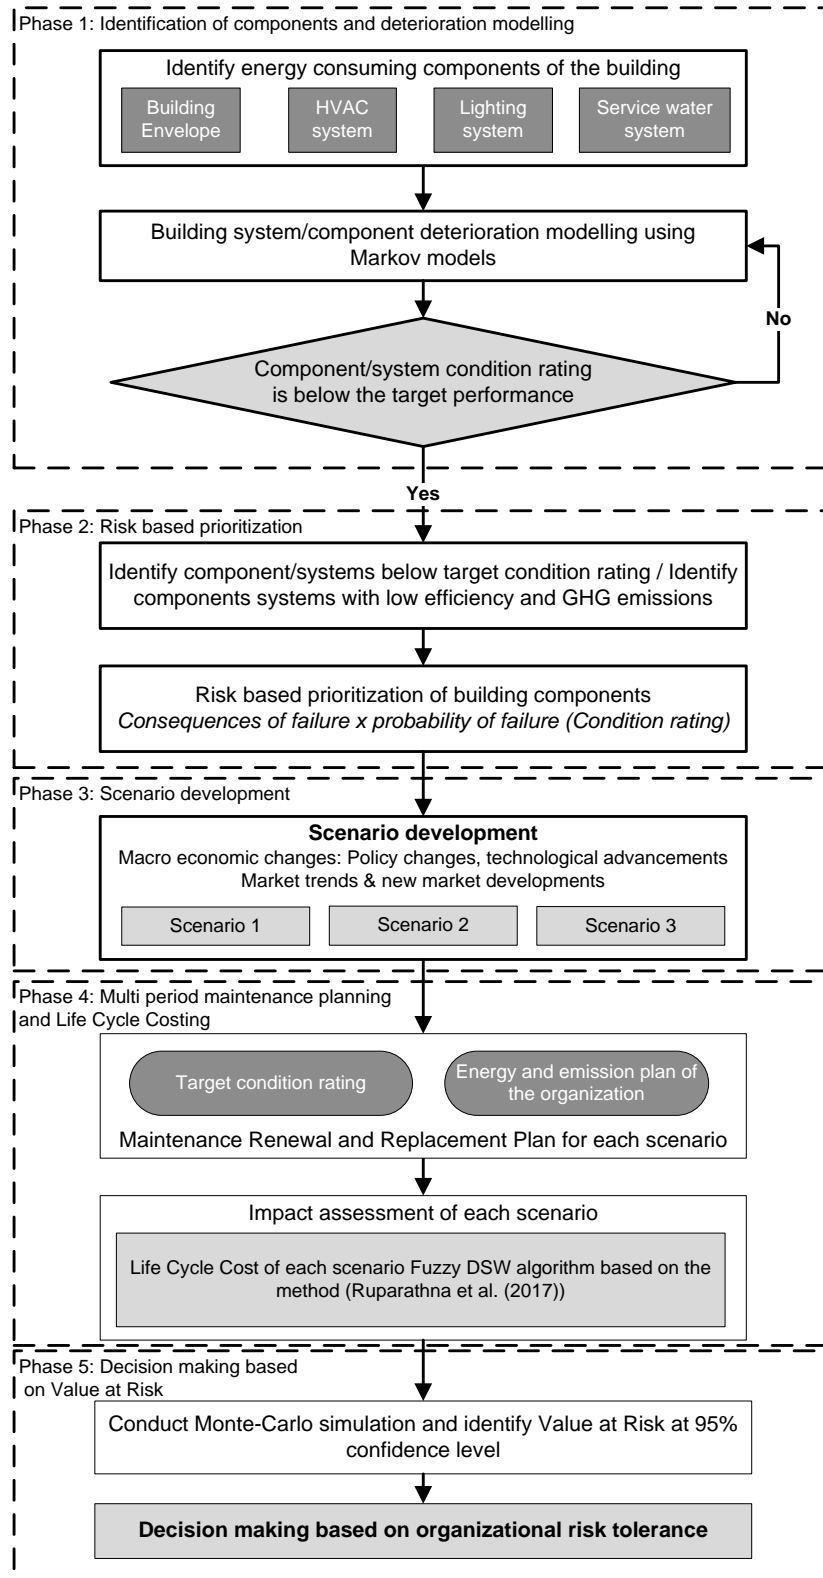 Phase 1: Identification of components and deterioration modelling
Identify energy consuming components of the building
Building
Envelope
HVAC
system
Lighting
system
Service water
system
Building system/component deterioration modelling using
Markov models
No
Component/system condition rating
is below the target performance
Yes
Phase 2: Risk based prioritization
Identify component/systems below target condition rating / Identify
components systems with low efficiency and GHG emissions
Risk based prioritization of building components
Consequences of failure x probability of failure (Condition rating)
Phase 3: Scenario development
Scenario development
Macro economic changes: Policy changes, technological advancements
Market trends & new market developments
Scenario 1
Scenario 2
Scenario 3
Phase 4: Multi period maintenance planning
and Life Cycle Costing
Target condition rating
Energy and emission plan of
the organization
Maintenance Renewal and Replacement Plan for each scenario
Impact assessment of each scenario
Life Cycle Cost of each scenario Fuzzy DSW algorithm based on the
method (Ruparathna et al. (2017))
Phase 5: Decision making based
on Value at Risk
Conduct Monte-Carlo simulation and identify Value at Risk at 95%
confidence level
Decision making based on organizational risk tolerance